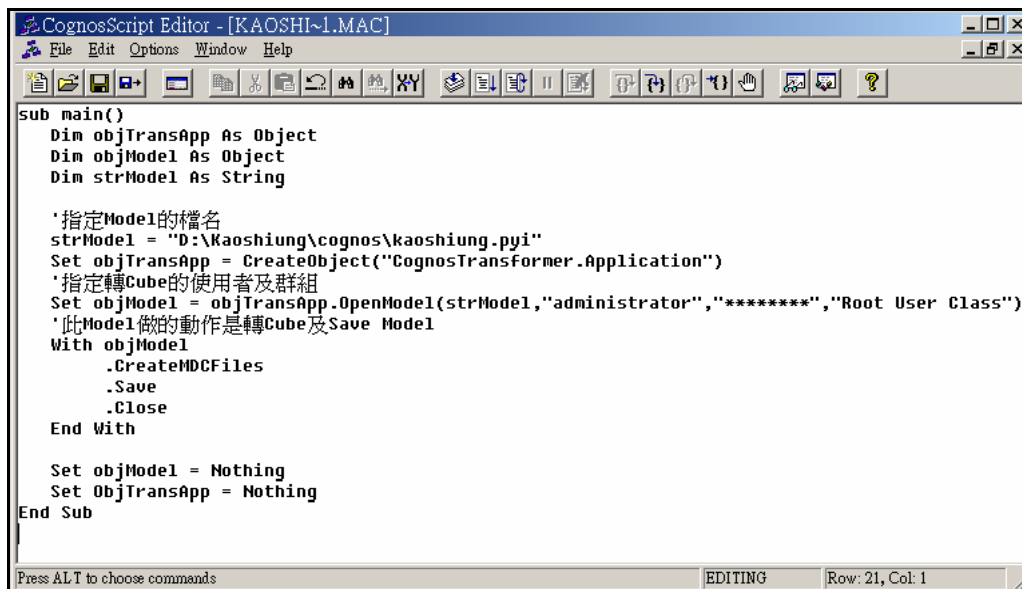 CognosScript Editor - [KAOSHI~1.MAC]
File Edit Options Window Help
sub main()
Dim objTransApp As Object
Dim objModel As Object
Dim strModel As String
'指定Model的檔名
strModel = "D:\Kaoshiung\cognos\kaoshiung.pyi"
Set objTransApp = CreateObject("CognosTransformer.Application")
'指定轉Cube的使用者及群組
Set objModel = objTransApp.OpenModel(strModel,"administrator","********","Root User Class")
'此Model做的動作是轉Cube及Save Model
With objModel
.CreateMDCFiles
.Save
.Close
End With
Set objModel = Nothing
Set ObjTransApp = Nothing
End Sub
Press ALT to choose commands EDITING Row: 21, Col: 1